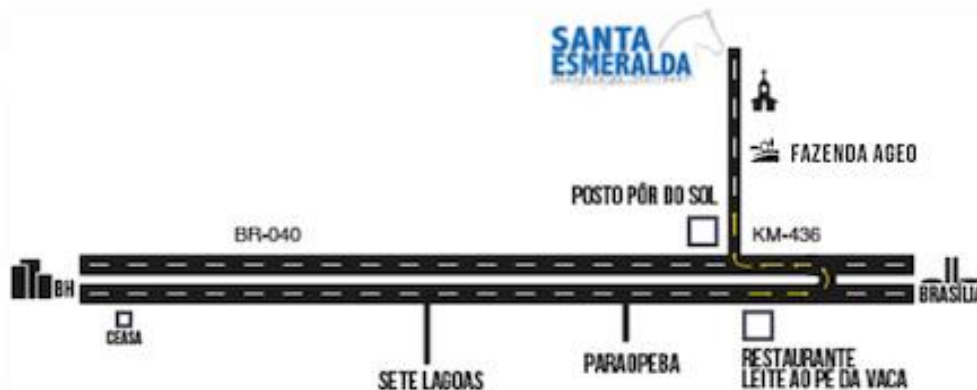 SANTA
ESMERALDA
FAZENDA AGEO
POSTO PÔR DO SOL
BR-040
KM-436
BH
BRASÍLIA
CEASA
SETE LAGOAS
PARAOPEBA
RESTAURANTE
LEITE AO PE DA VACA